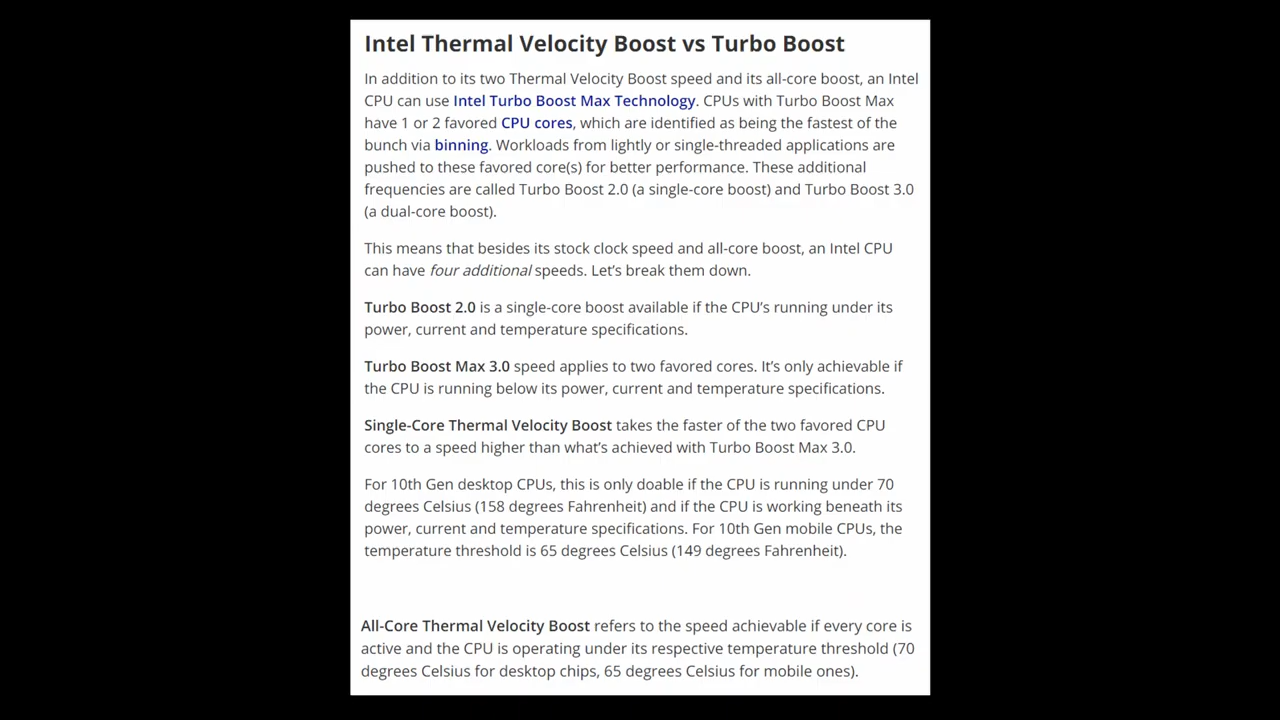 Intel Thermal Velocity Boost vs Turbo Boost
In addition to its two Thermal Velocity Boost speed and its all-core boost, an Intel
CPU can use Intel Turbo Boost Max Technology. CPUs with Turbo Boost Max
have 1 or 2 favored CPU cores, which are identified as being the fastest of the
bunch via binning. Workloads from lightly or single-threaded applications are
pushed to these favored core(s) for better performance. These additional
frequencies are called Turbo Boost 2.0 (a single-core boost) and Turbo Boost 3.0
(a dual-core boost).
This means that besides its stock clock speed and all-core boost, an Intel CPU
can have four additional speeds. Let’s break them down.
Turbo Boost 2.0 is a single-core boost available if the CPU’s running under its
power, current and temperature specifications.
Turbo Boost Max 3.0 speed applies to two favored cores. It’s only achievable if
the CPU is running below its power, current and temperature specifications.
Single-Core Thermal Velocity Boost takes the faster of the two favored CPU
cores to a speed higher than what’s achieved with Turbo Boost Max 3.0.
For 10th Gen desktop CPUs, this is only doable if the CPU is running under 70
degrees Celsius (158 degrees Fahrenheit) and if the CPU is working beneath its
power, current and temperature specifications. For 10th Gen mobile CPUs, the
temperature threshold is 65 degrees Celsius (149 degrees Fahrenheit).
All-Core Thermal Velocity Boost refers to the speed achievable if every core is
active and the CPU is operating under its respective temperature threshold (70
degrees Celsius for desktop chips, 65 degrees Celsius for mobile ones).